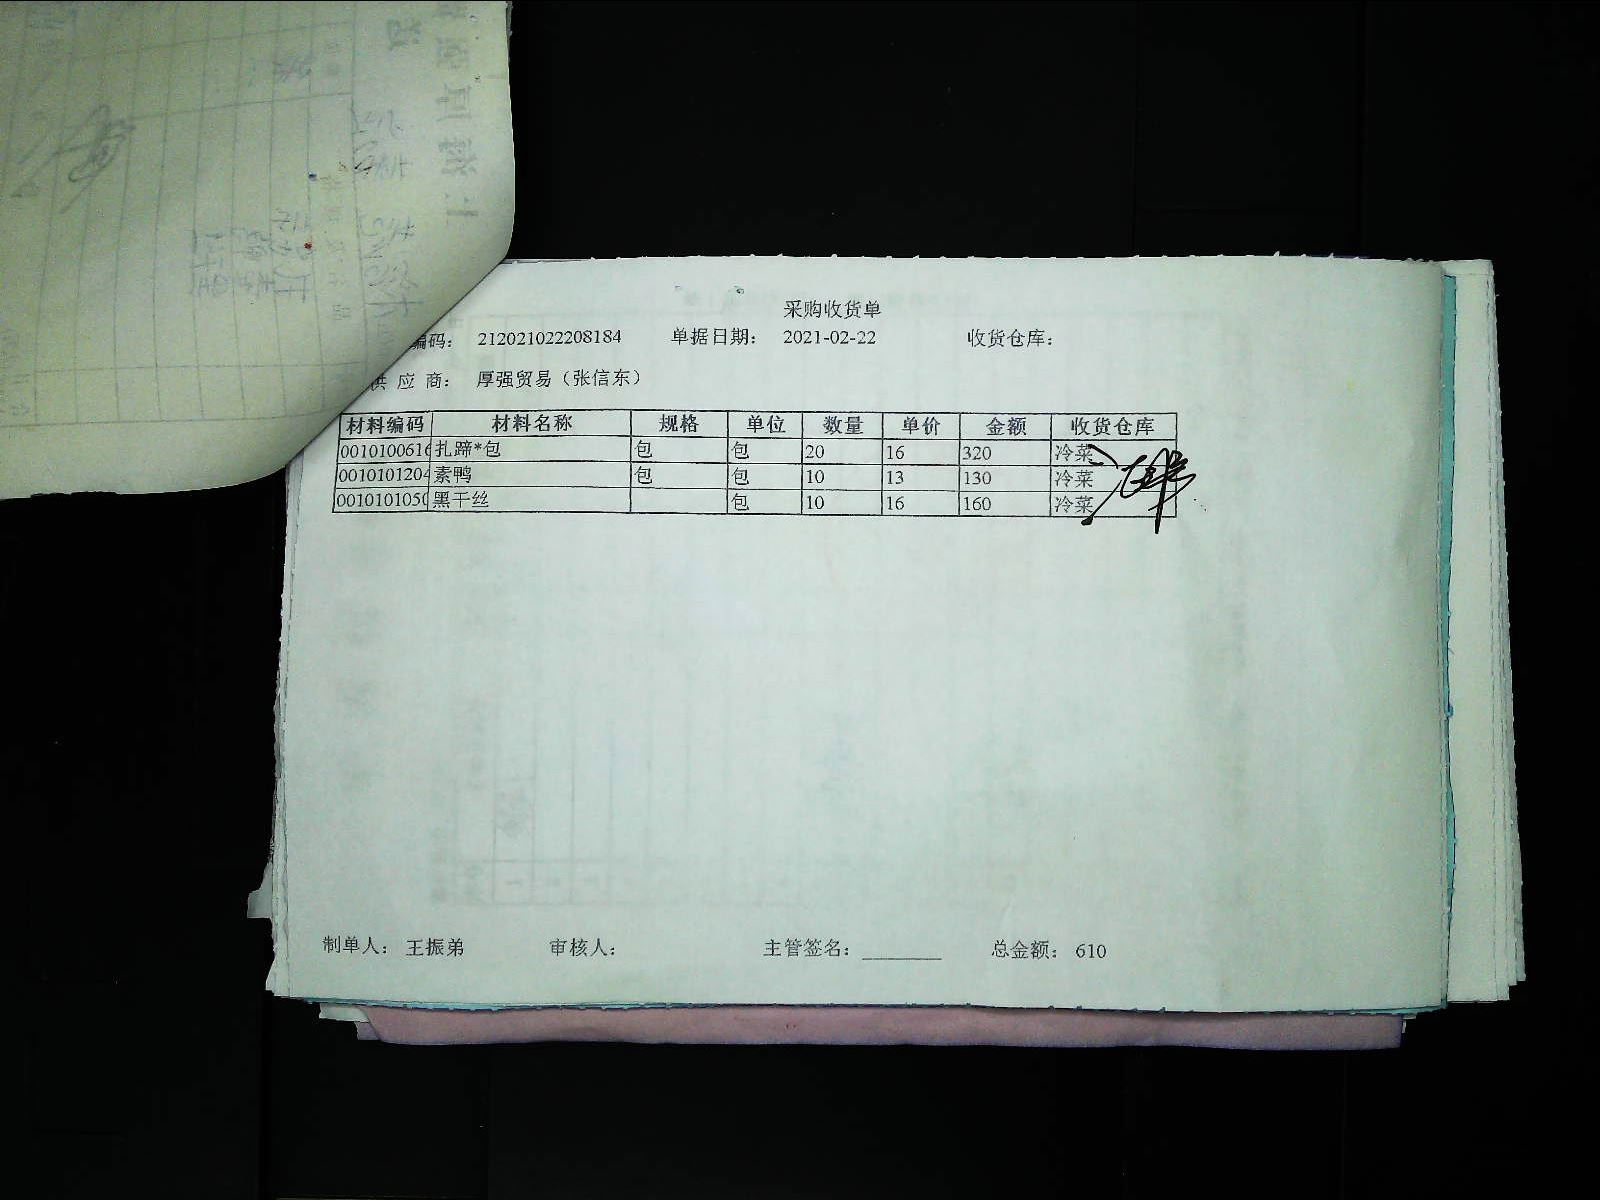 采购收货单
编码： 212021022208184 单据日期： 2021-02-22 收货仓库：
供 应 商： 厚强贸易（张信东）
材料编码 材料名称 规格 单位 数量 单价 金额 收货仓库
001010061 扎蹄*包 包 包 20 16 320 冷菜
001010120 素鸭 包 包 10 13 130 冷菜
001010105 黑干丝 包 10 16 160 冷菜
制单人： 王振弟 审核人： 主管签名： 总金额： 610